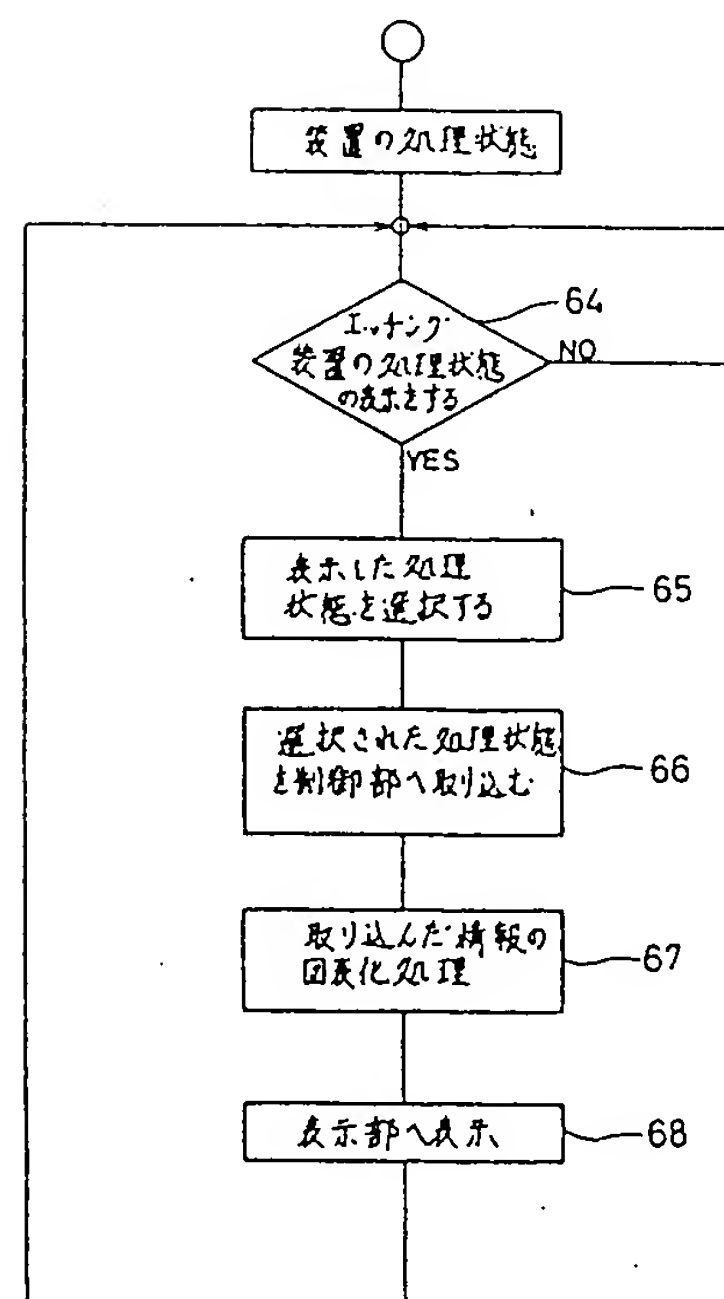 装置の処理状態
64
エッチング
装置の処理状態
の表示をする
NO
YES
表示した処理
状態を選択する
65
選択された処理状態
を制御部へ取り込む
66
取り込んだ情報の
図表化処理
67
表示部へ表示
68